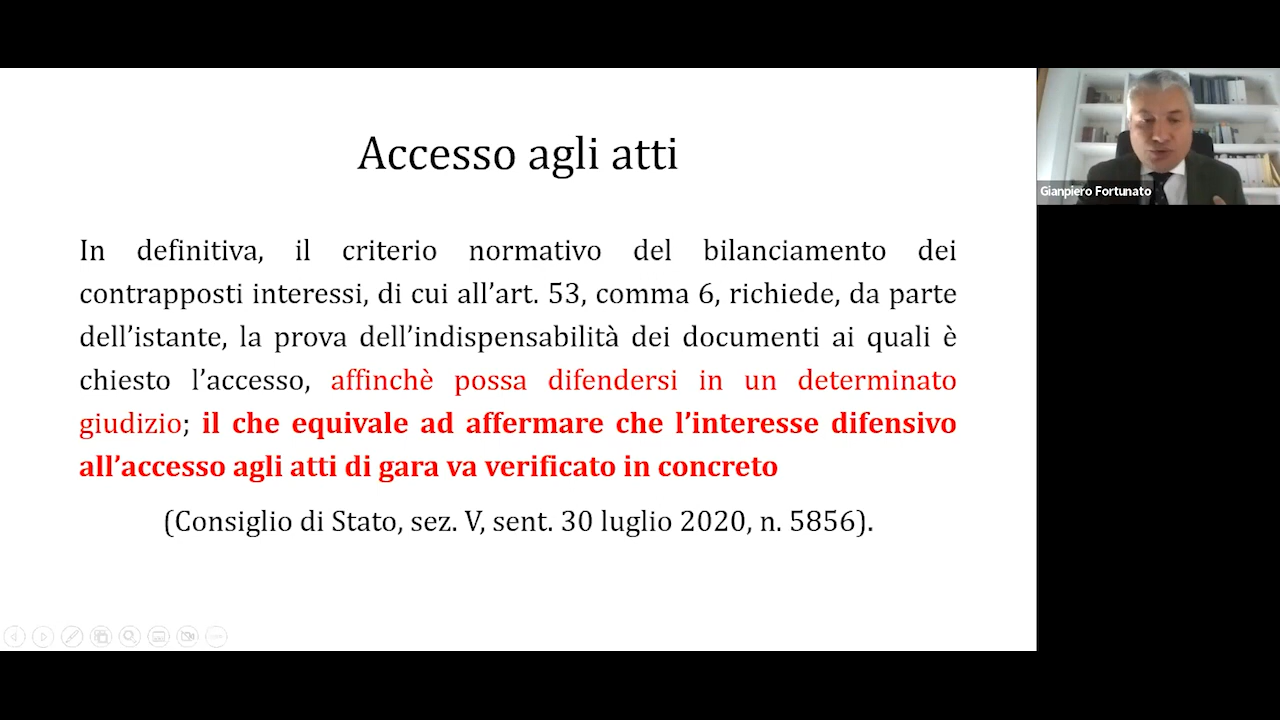 Accesso agli atti
In definitiva, il criterio normativo del bilanciamento dei
contrapposti interessi, di cui all’art. 53, comma 6, richiede, da parte
dell’istante, la prova dell’indispensabilità dei documenti ai quali è
chiesto l’accesso, affinchè possa difendersi in un determinato
giudizio; il che equivale ad affermare che l’interesse difensivo
all’accesso agli atti di gara va verificato in concreto
(Consiglio di Stato, sez. V, sent. 30 luglio 2020, n. 5856).
Gianpiero Fortunato